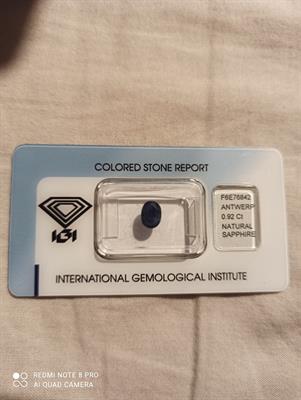 COLORED STONE REPORT
IGI
F6E76842
ANTWERP
0.92 Ct
NATURAL
SAPPHIRE
INTERNATIONAL GEMOLOGICAL INSTITUTE
REDMI NOTE 8 PRO
AI QUAD CAMERA